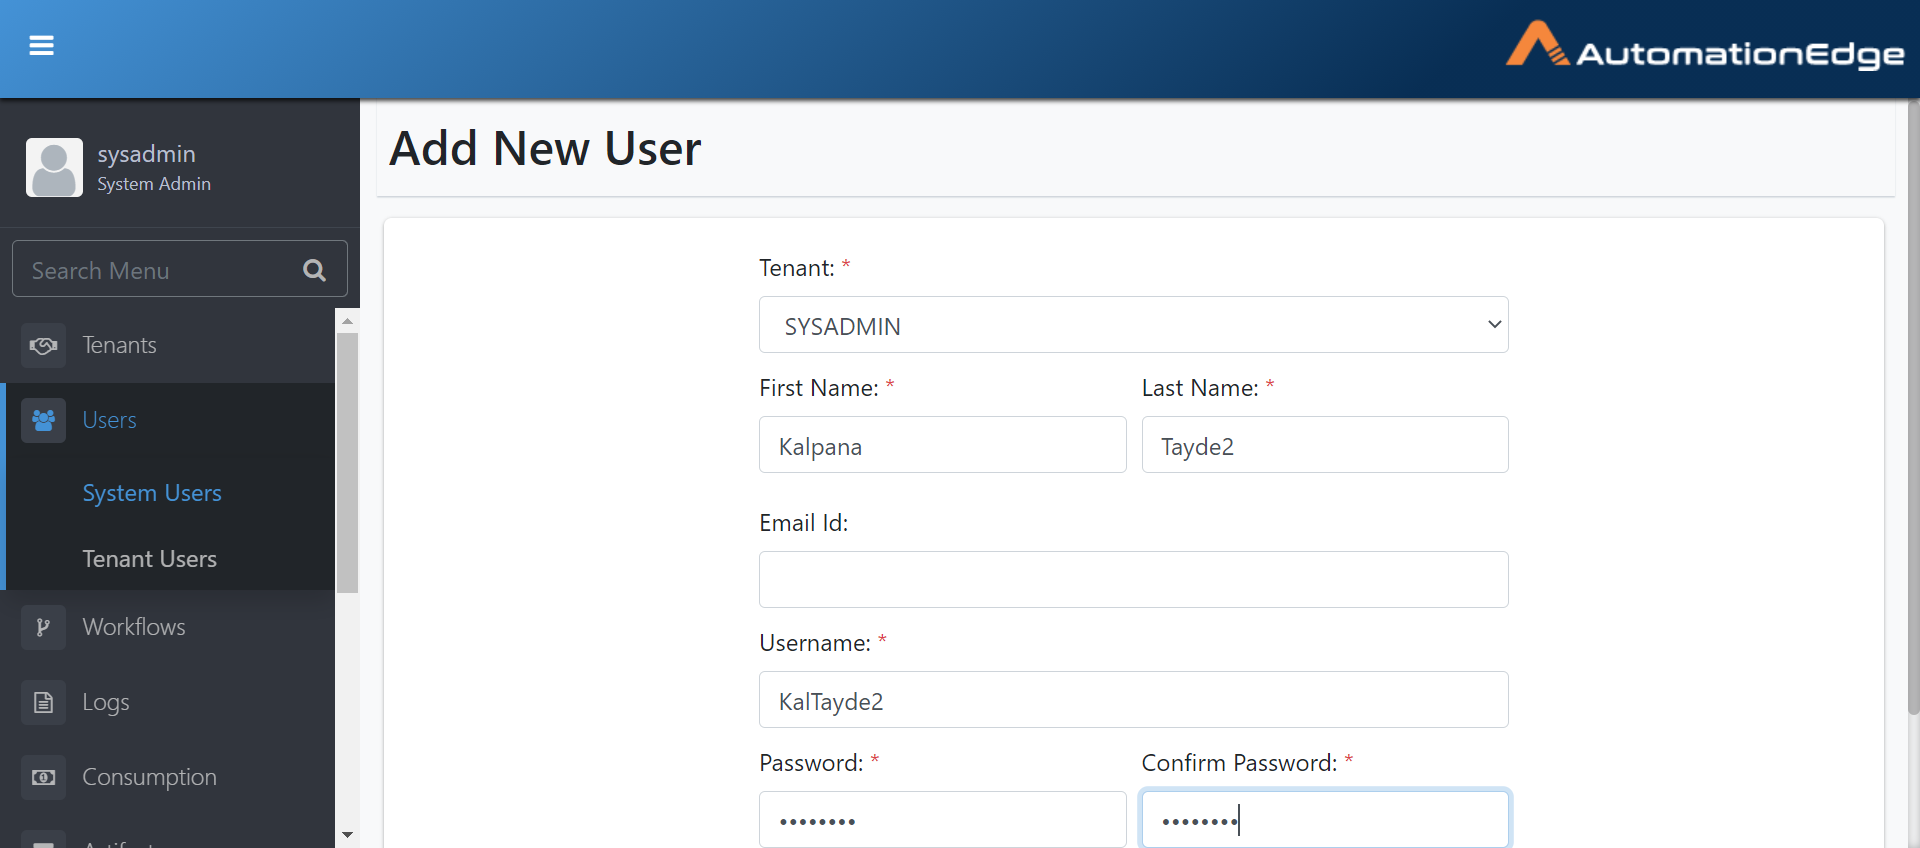 AutomationEdge
sysadmin
System Admin
Search Menu
Tenants
Users
System Users
Tenant Users
Workflows
Logs
Consumption
Add New User
Tenant: *
SYSADMIN
First Name: * Last Name: *
Kalpana Tayde2
Email Id:
Username: *
KalTayde2
Password: * Confirm Password: *
•••••••• ••••••••